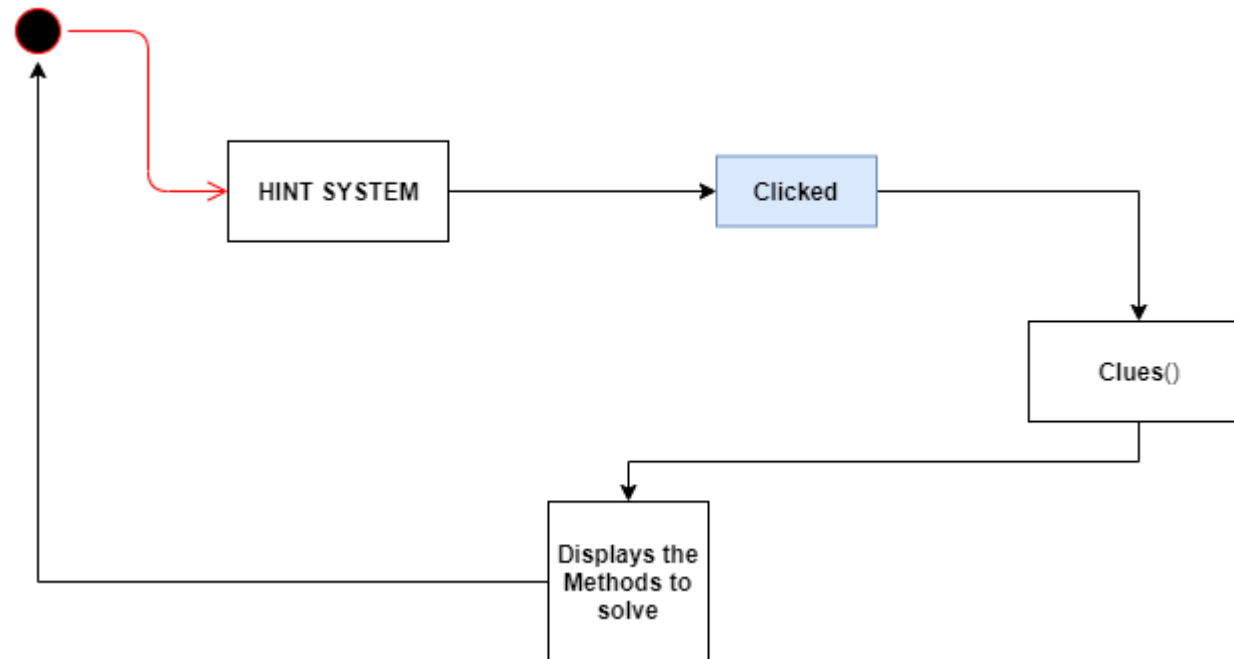 HINT SYSTEM
Clicked
Clues()
Displays the
Methods to
solve